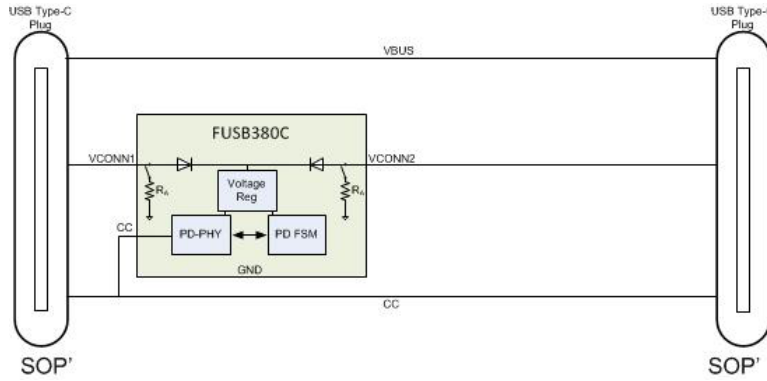 USB Type-C
Plug
USB Type-
Plug
VBUS
FUSB380C
VCONN1
VCONN2
RA
Voltage
Reg
RA
CC
PD-PHY
PD FSM
GND
CC
SOP'
SOP'